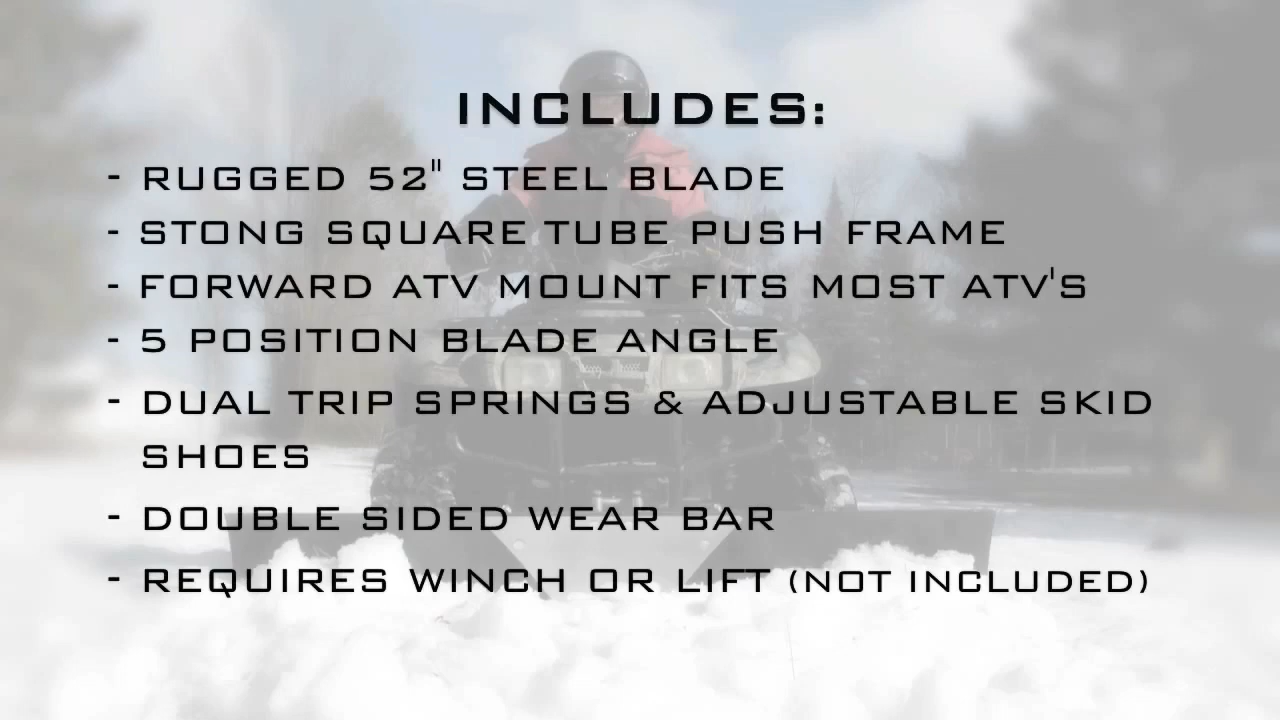 INCLUDES:
- RUGGED 52" STEEL BLADE
- STONG SQUARE TUBE PUSH FRAME
- FORWARD ATV MOUNT FITS MOST ATV'S
- 5 POSITION BLADE ANGLE
- DUAL TRIP SPRINGS & ADJUSTABLE SKID
SHOES
- DOUBLE SIDED WEAR BAR
- REQUIRES WINCH OR LIFT (NOT INCLUDED)